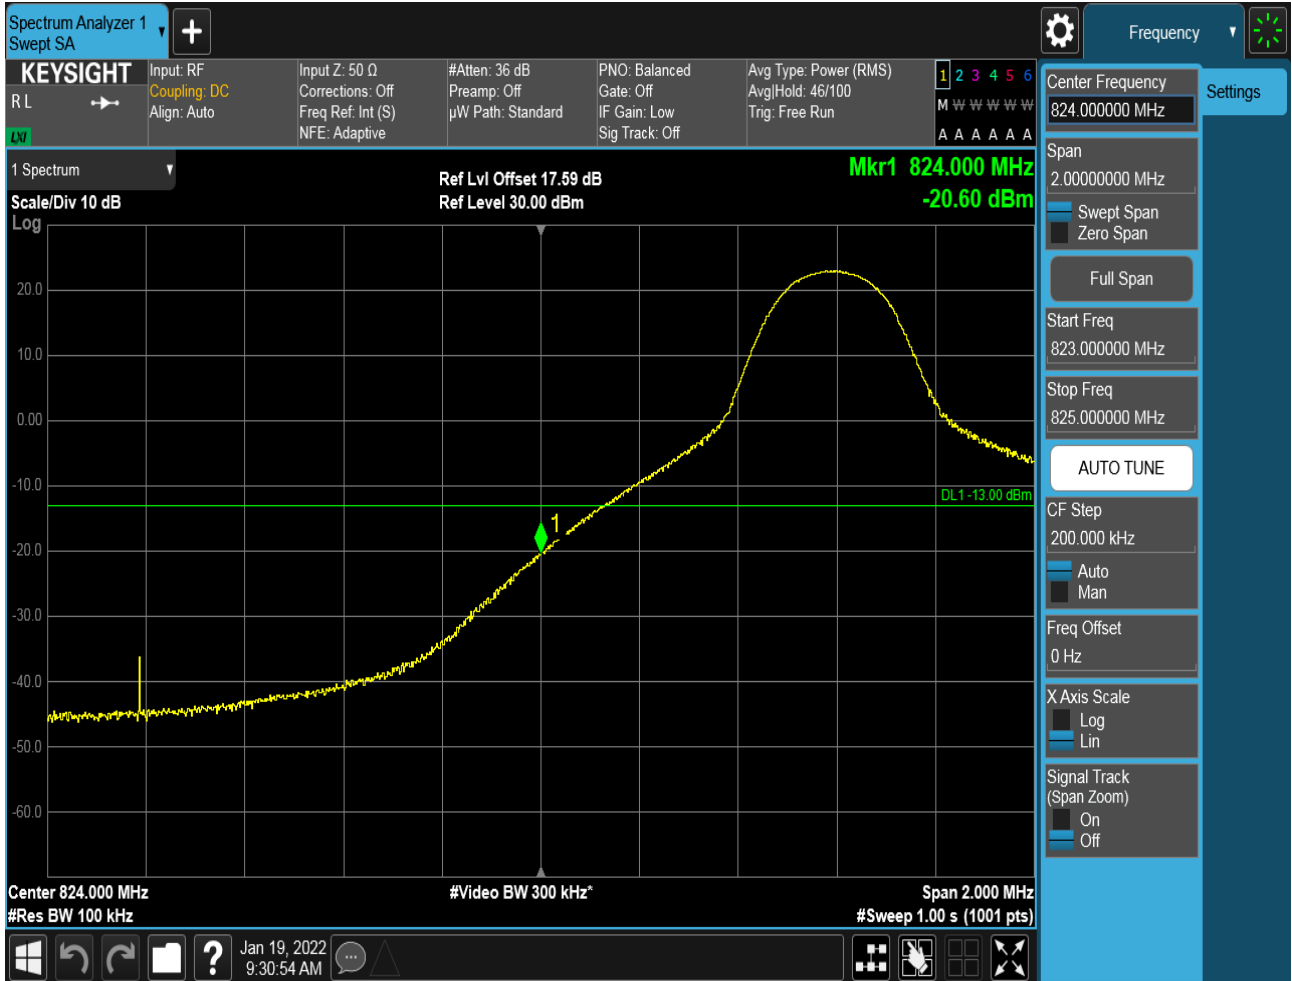 Spectrum Analyzer 1
Swept SA
Frequency
KEYSIGHT
R L
LXI
Input: RF
Coupling: DC
Align: Auto
Input Z: 50 Ω
Corrections: Off
Freq Ref: Int (S)
NFE: Adaptive
#Atten: 36 dB
Preamp: Off
µW Path: Standard
PNO: Balanced
Gate: Off
IF Gain: Low
Sig Track: Off
Avg Type: Power (RMS)
Avg|Hold: 46/100
Trig: Free Run
1 2 3 4 5 6
M W W W W W
A A A A A A
1 Spectrum
Scale/Div 10 dB
Log
Ref Lvl Offset 17.59 dB
Ref Level 30.00 dBm
Mkr1 824.000 MHz
-20.60 dBm
20.0
10.0
0.00
-10.0
-20.0
-30.0
-40.0
-50.0
-60.0
DL1 -13.00 dBm
1
Center 824.000 MHz
#Res BW 100 kHz
#Video BW 300 kHz*
Span 2.000 MHz
#Sweep 1.00 s (1001 pts)
Center Frequency
824.000000 MHz
Settings
Span
2.00000000 MHz
Swept Span
Zero Span
Full Span
Start Freq
823.000000 MHz
Stop Freq
825.000000 MHz
AUTO TUNE
CF Step
200.000 kHz
Auto
Man
Freq Offset
0 Hz
X Axis Scale
Log
Lin
Signal Track
(Span Zoom)
On
Off
?
Jan 19, 2022
9:30:54 AM